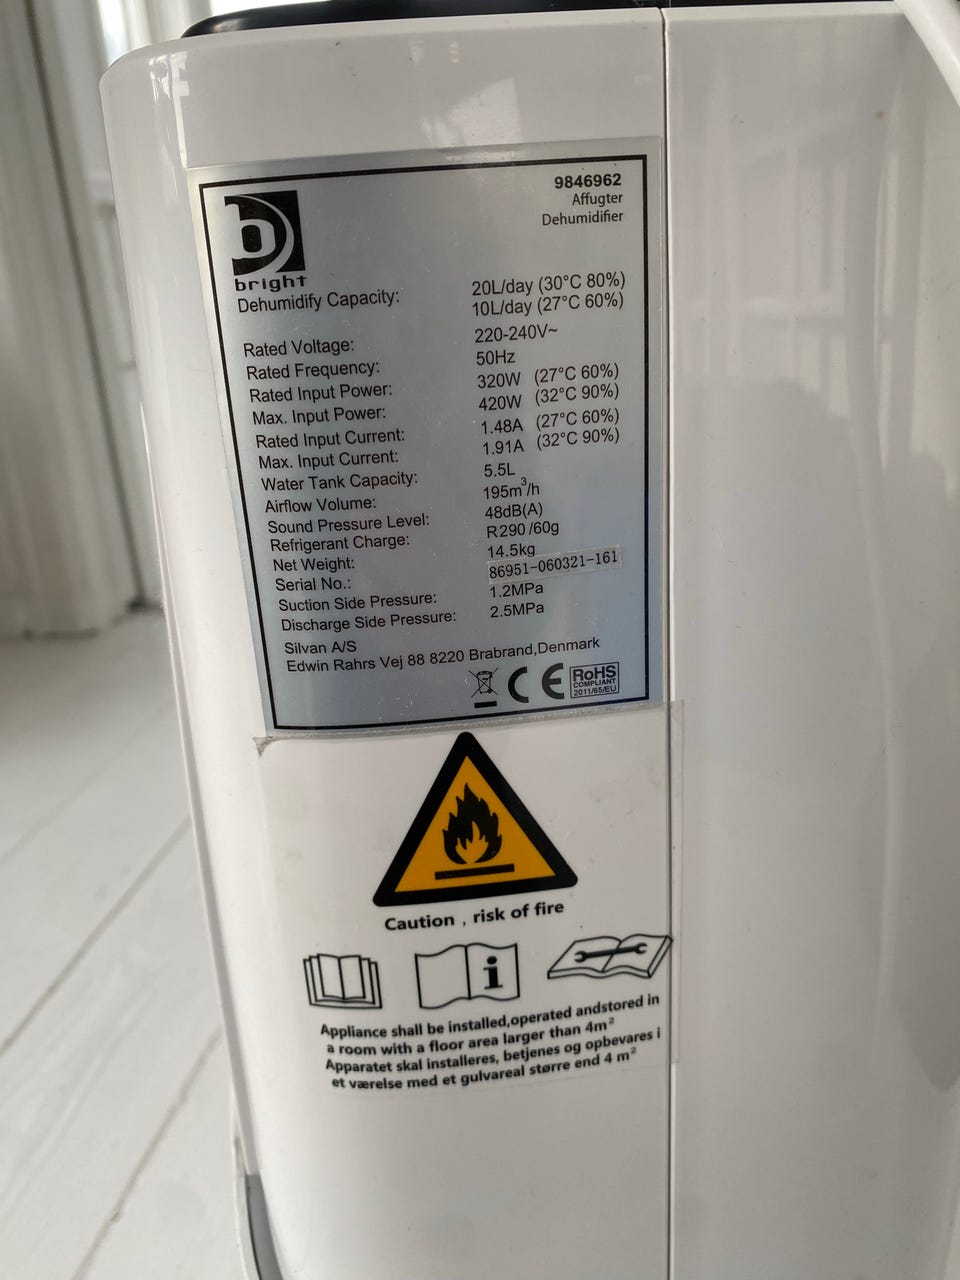 b
bright
9846962
Affugter
Dehumidifier
Dehumidify Capacity: 20L/day (30°C 80%)
10L/day (27°C 60%)
Rated Voltage: 220-240V~
Rated Frequency: 50Hz
Rated Input Power: 320W (27°C 60%)
Max. Input Power: 420W (32°C 90%)
Rated Input Current: 1.48A (27°C 60%)
Max. Input Current: 1.91A (32°C 90%)
Water Tank Capacity: 5.5L
Airflow Volume: 195m³/h
Sound Pressure Level: 48dB(A)
Refrigerant Charge: R290/60g
Net Weight: 14.5kg
Serial No.: 86951-060321-161
Suction Side Pressure: 1.2MPa
Discharge Side Pressure: 2.5MPa
Silvan A/S
Edwin Rahrs Vej 88 8220 Brabrand,Denmark
CE RoHS
COMPLIANT
2011/65/EU
Caution , risk of fire
i
Appliance shall be installed,operated andstored in
a room with a floor area larger than 4m²
Apparatet skal installeres, betjenes og opbevares i
et værelse med et gulvareal større end 4 m²